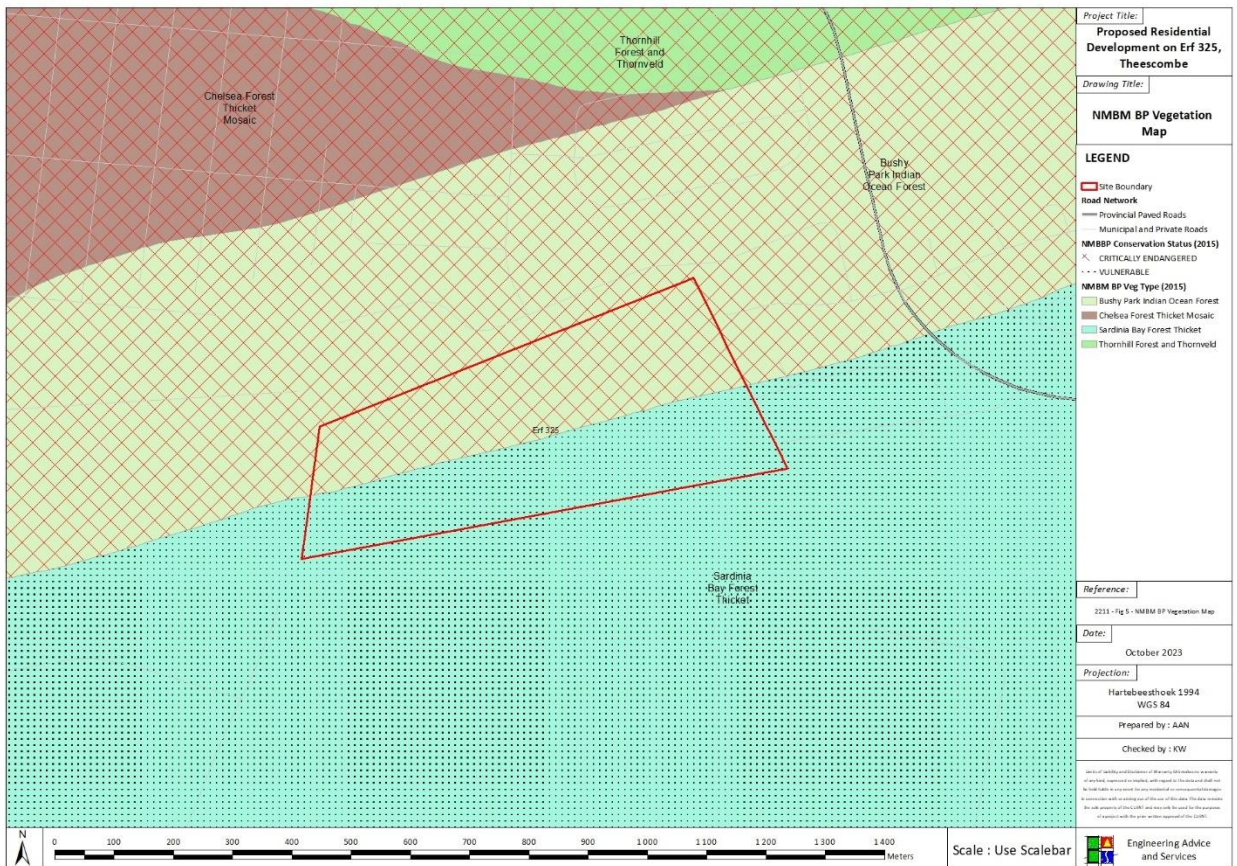 Thornhill
Forest and
Thornveld
Chelsea Forest
Thicket
Mosaic
Bushy
Park Indian
Ocean Forest
Erf 325
Sardinia
Bay Forest
Thicket
Project Title:
Proposed Residential
Development on Erf 325,
Theescombe
Drawing Title:
NMBM BP Vegetation
Map
LEGEND
Site Boundary
Road Network
Provincial Paved Roads
Municipal and Private Roads
NMBBP Conservation Status (2015)
CRITICALLY ENDANGERED
VULNERABLE
NMBM BP Veg Type (2015)
Bushy Park Indian Ocean Forest
Chelsea Forest Thicket Mosaic
Sardinia Bay Forest Thicket
Thornhill Forest and Thornveld
Reference:
2211 - Fig 5 - NMBM BP Vegetation Map
Date:
October 2023
Projection:
Hartebeesthoek 1994
WGS 84
Prepared by : AAN
Checked by : KW
N
0 100 200 300 400 500 600 700 800 900 1 000 1 100 1 200 1 300 1 400
Meters
Scale : Use Scalebar
Engineering Advice
and Services